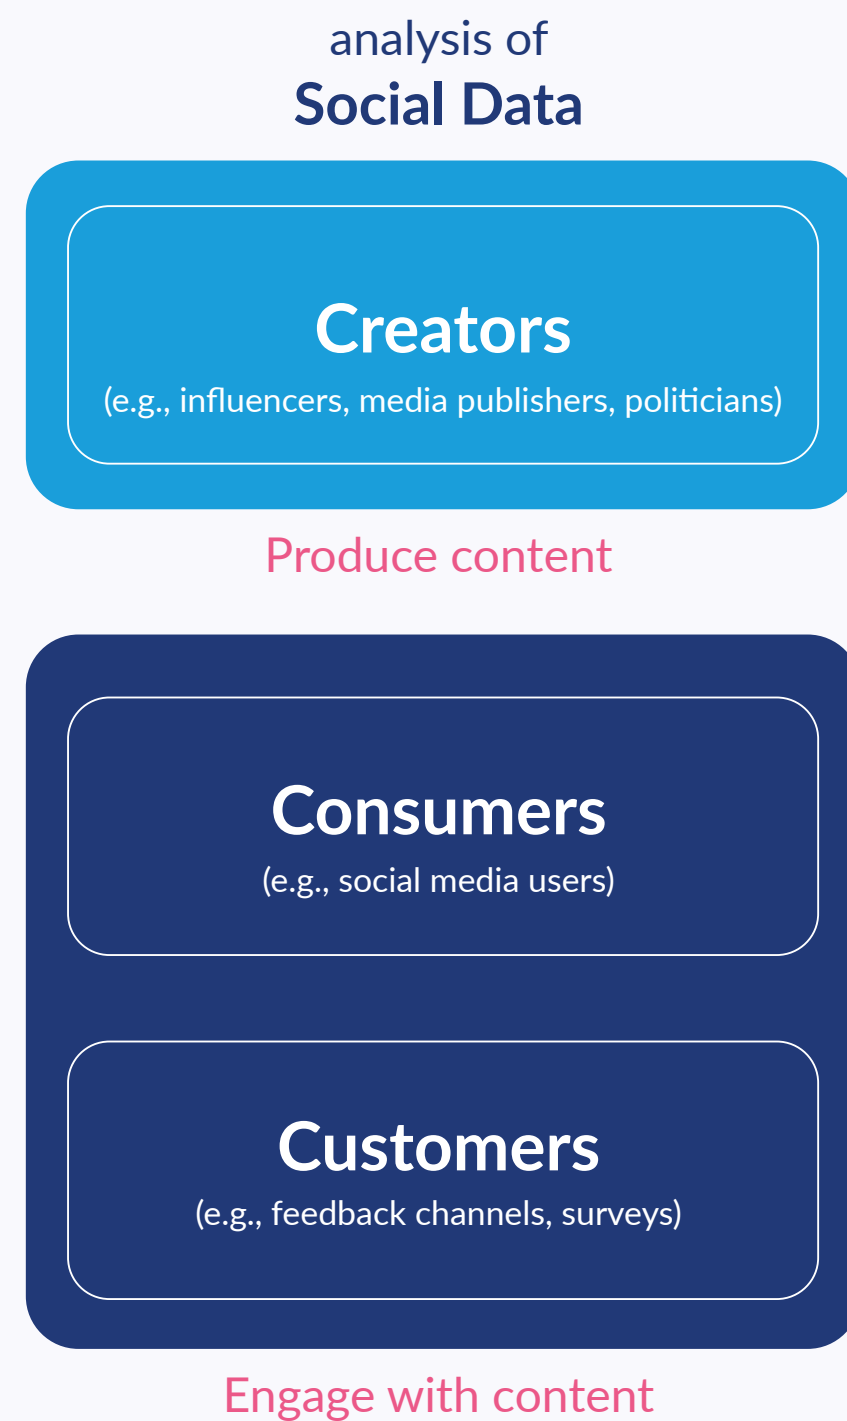 analysis of
Social Data
Creators
(e.g., influencers, media publishers, politicians)
Produce content
Consumers
(e.g., social media users)
Customers
(e.g., feedback channels, surveys)
Engage with content